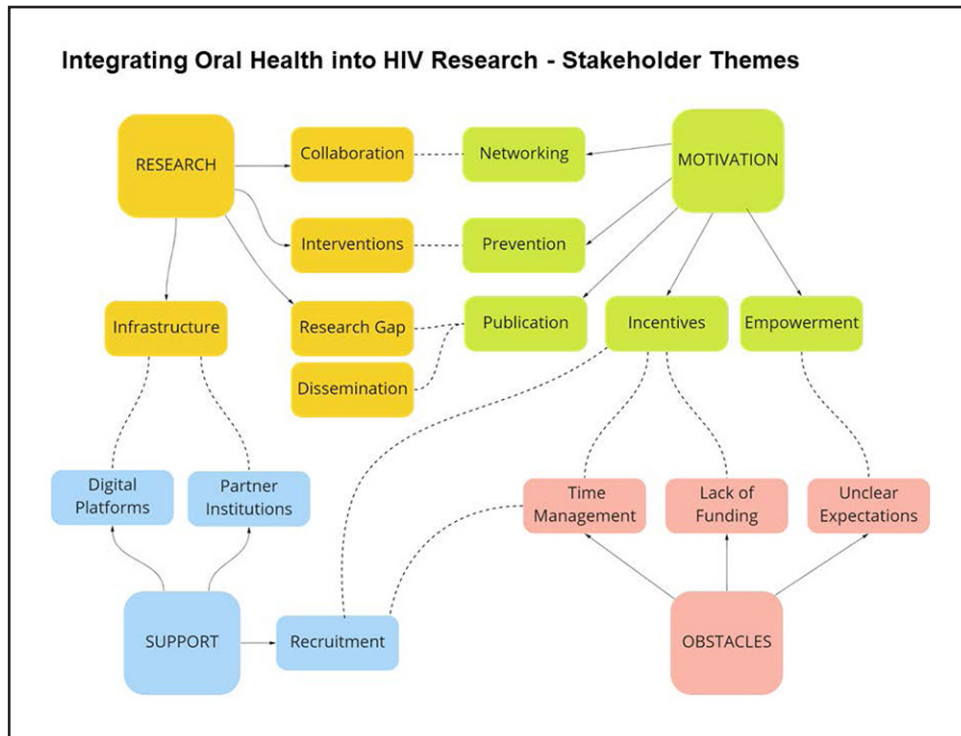 Integrating Oral Health into HIV Research - Stakeholder Themes
RESEARCH
Collaboration
Networking
MOTIVATION
Interventions
Prevention
Infrastructure
Research Gap
Publication
Incentives
Empowerment
Dissemination
Digital
Platforms
Partner
Institutions
Time
Management
Lack of
Funding
Unclear
Expectations
SUPPORT
Recruitment
OBSTACLES